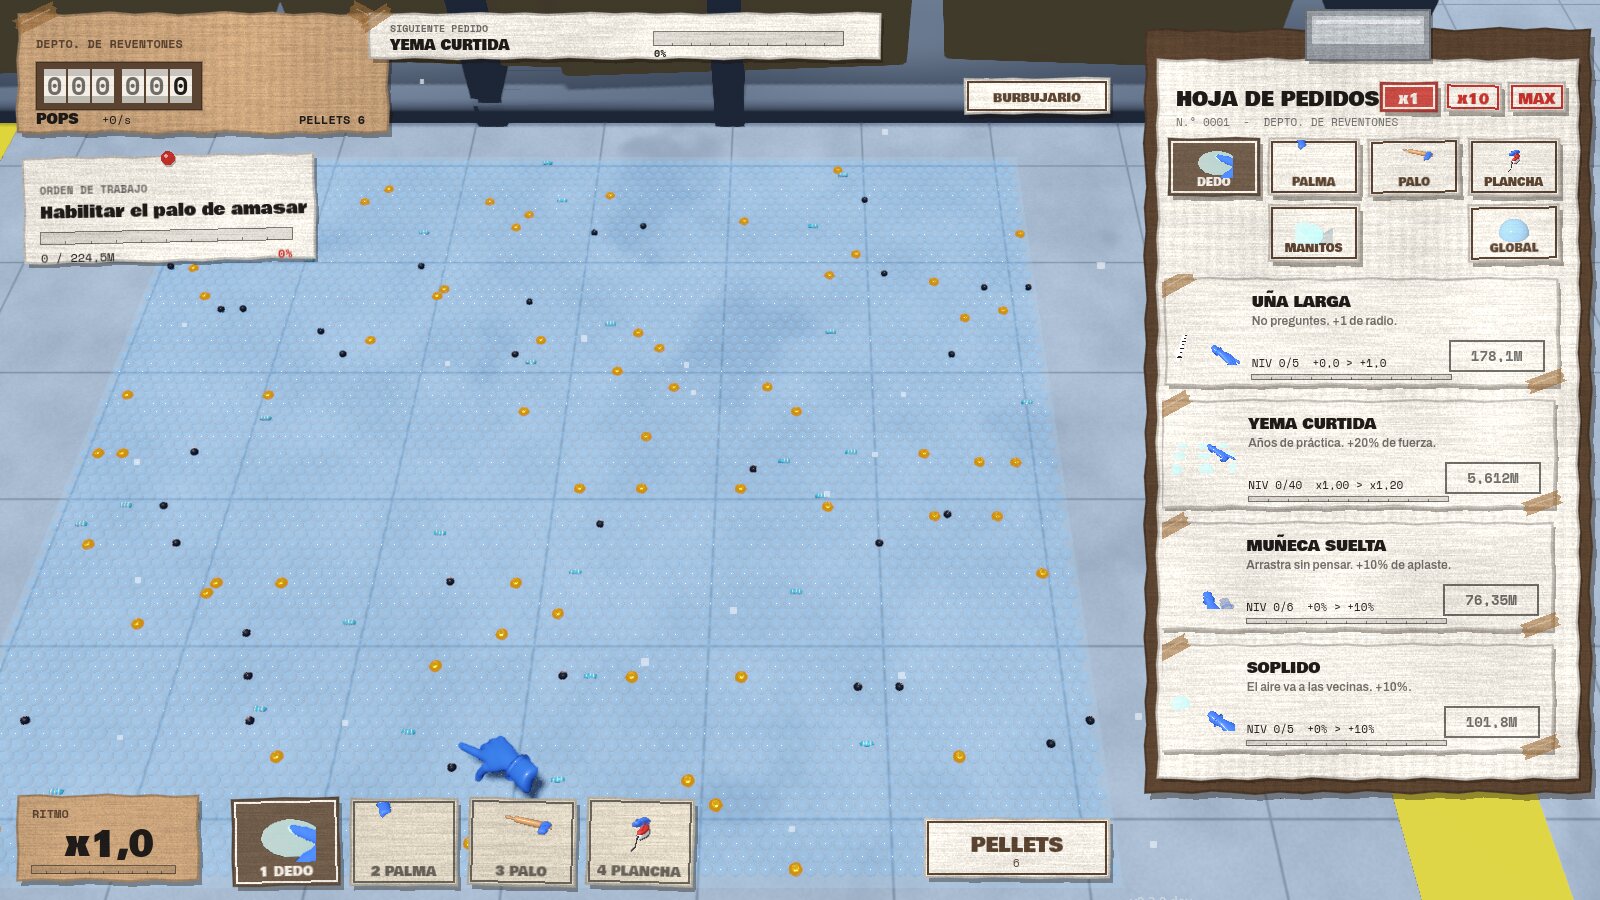 DEPTO. DE REVENTONES
000 000
POPS +0/s PELLETS 6
SIGUIENTE PEDIDO
YEMA CURTIDA
0%
BURBUJARIO
ORDEN DE TRABAJO
Habilitar el palo de amasar
0 / 224.5M 0%
HOJA DE PEDIDOS x1 x10 MAX
N.° 0001 - DEPTO. DE REVENTONES
DEDO PALMA PALO PLANCHA
MANITOS GLOBAL
UÑA LARGA
No preguntes. +1 de radio.
NIV 0/5 +0,0 > +1,0 178,1M
YEMA CURTIDA
Años de práctica. +20% de fuerza.
NIV 0/40 x1,00 > x1,20 5,612M
MUÑECA SUELTA
Arrastra sin pensar. +10% de aplaste.
NIV 0/6 +0% > +10% 76,35M
SOPLIDO
El aire va a las vecinas. +10%.
NIV 0/5 +0% > +10% 101,8M
RITMO
x1,0
1 DEDO 2 PALMA 3 PALO 4 PLANCHA
PELLETS
6